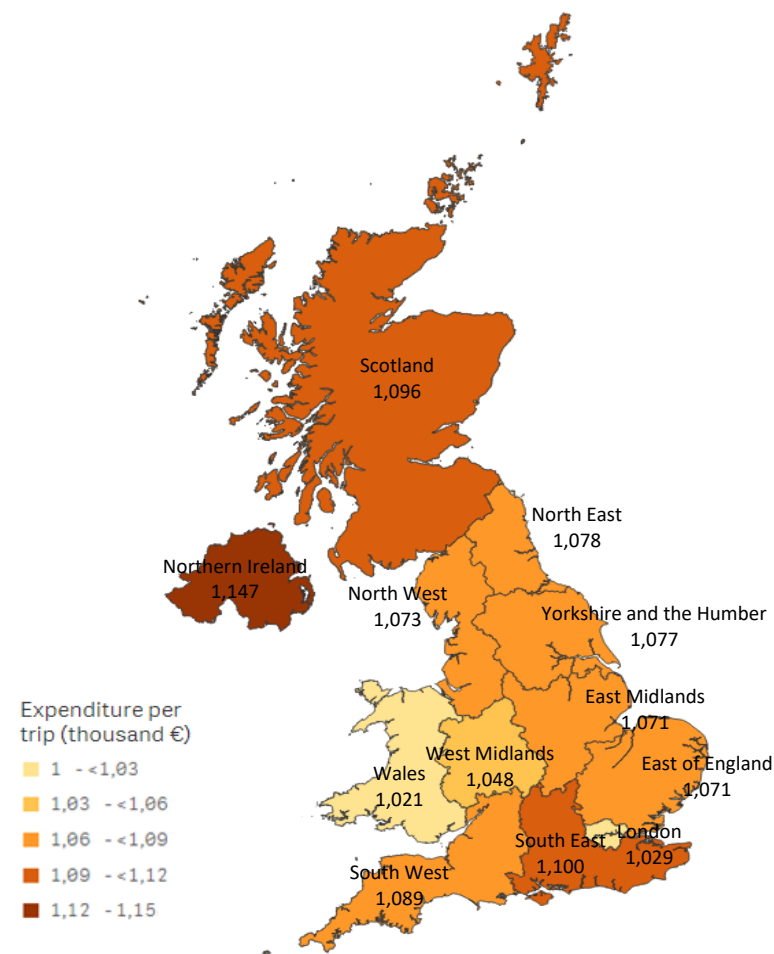 Scotland
1,096
North East
1,078
Northern Ireland
1,147
North West
1,073
Yorkshire and the Humber
1,077
East Midlands
1,071
West Midlands
1,048
East of England
1,071
Wales
1,021
London
1,029
South East
1,100
South West
1,089
Expenditure per
trip (thousand €)
1 - <1,03
1,03 - <1,06
1,06 - <1,09
1,09 - <1,12
1,12 - 1,15